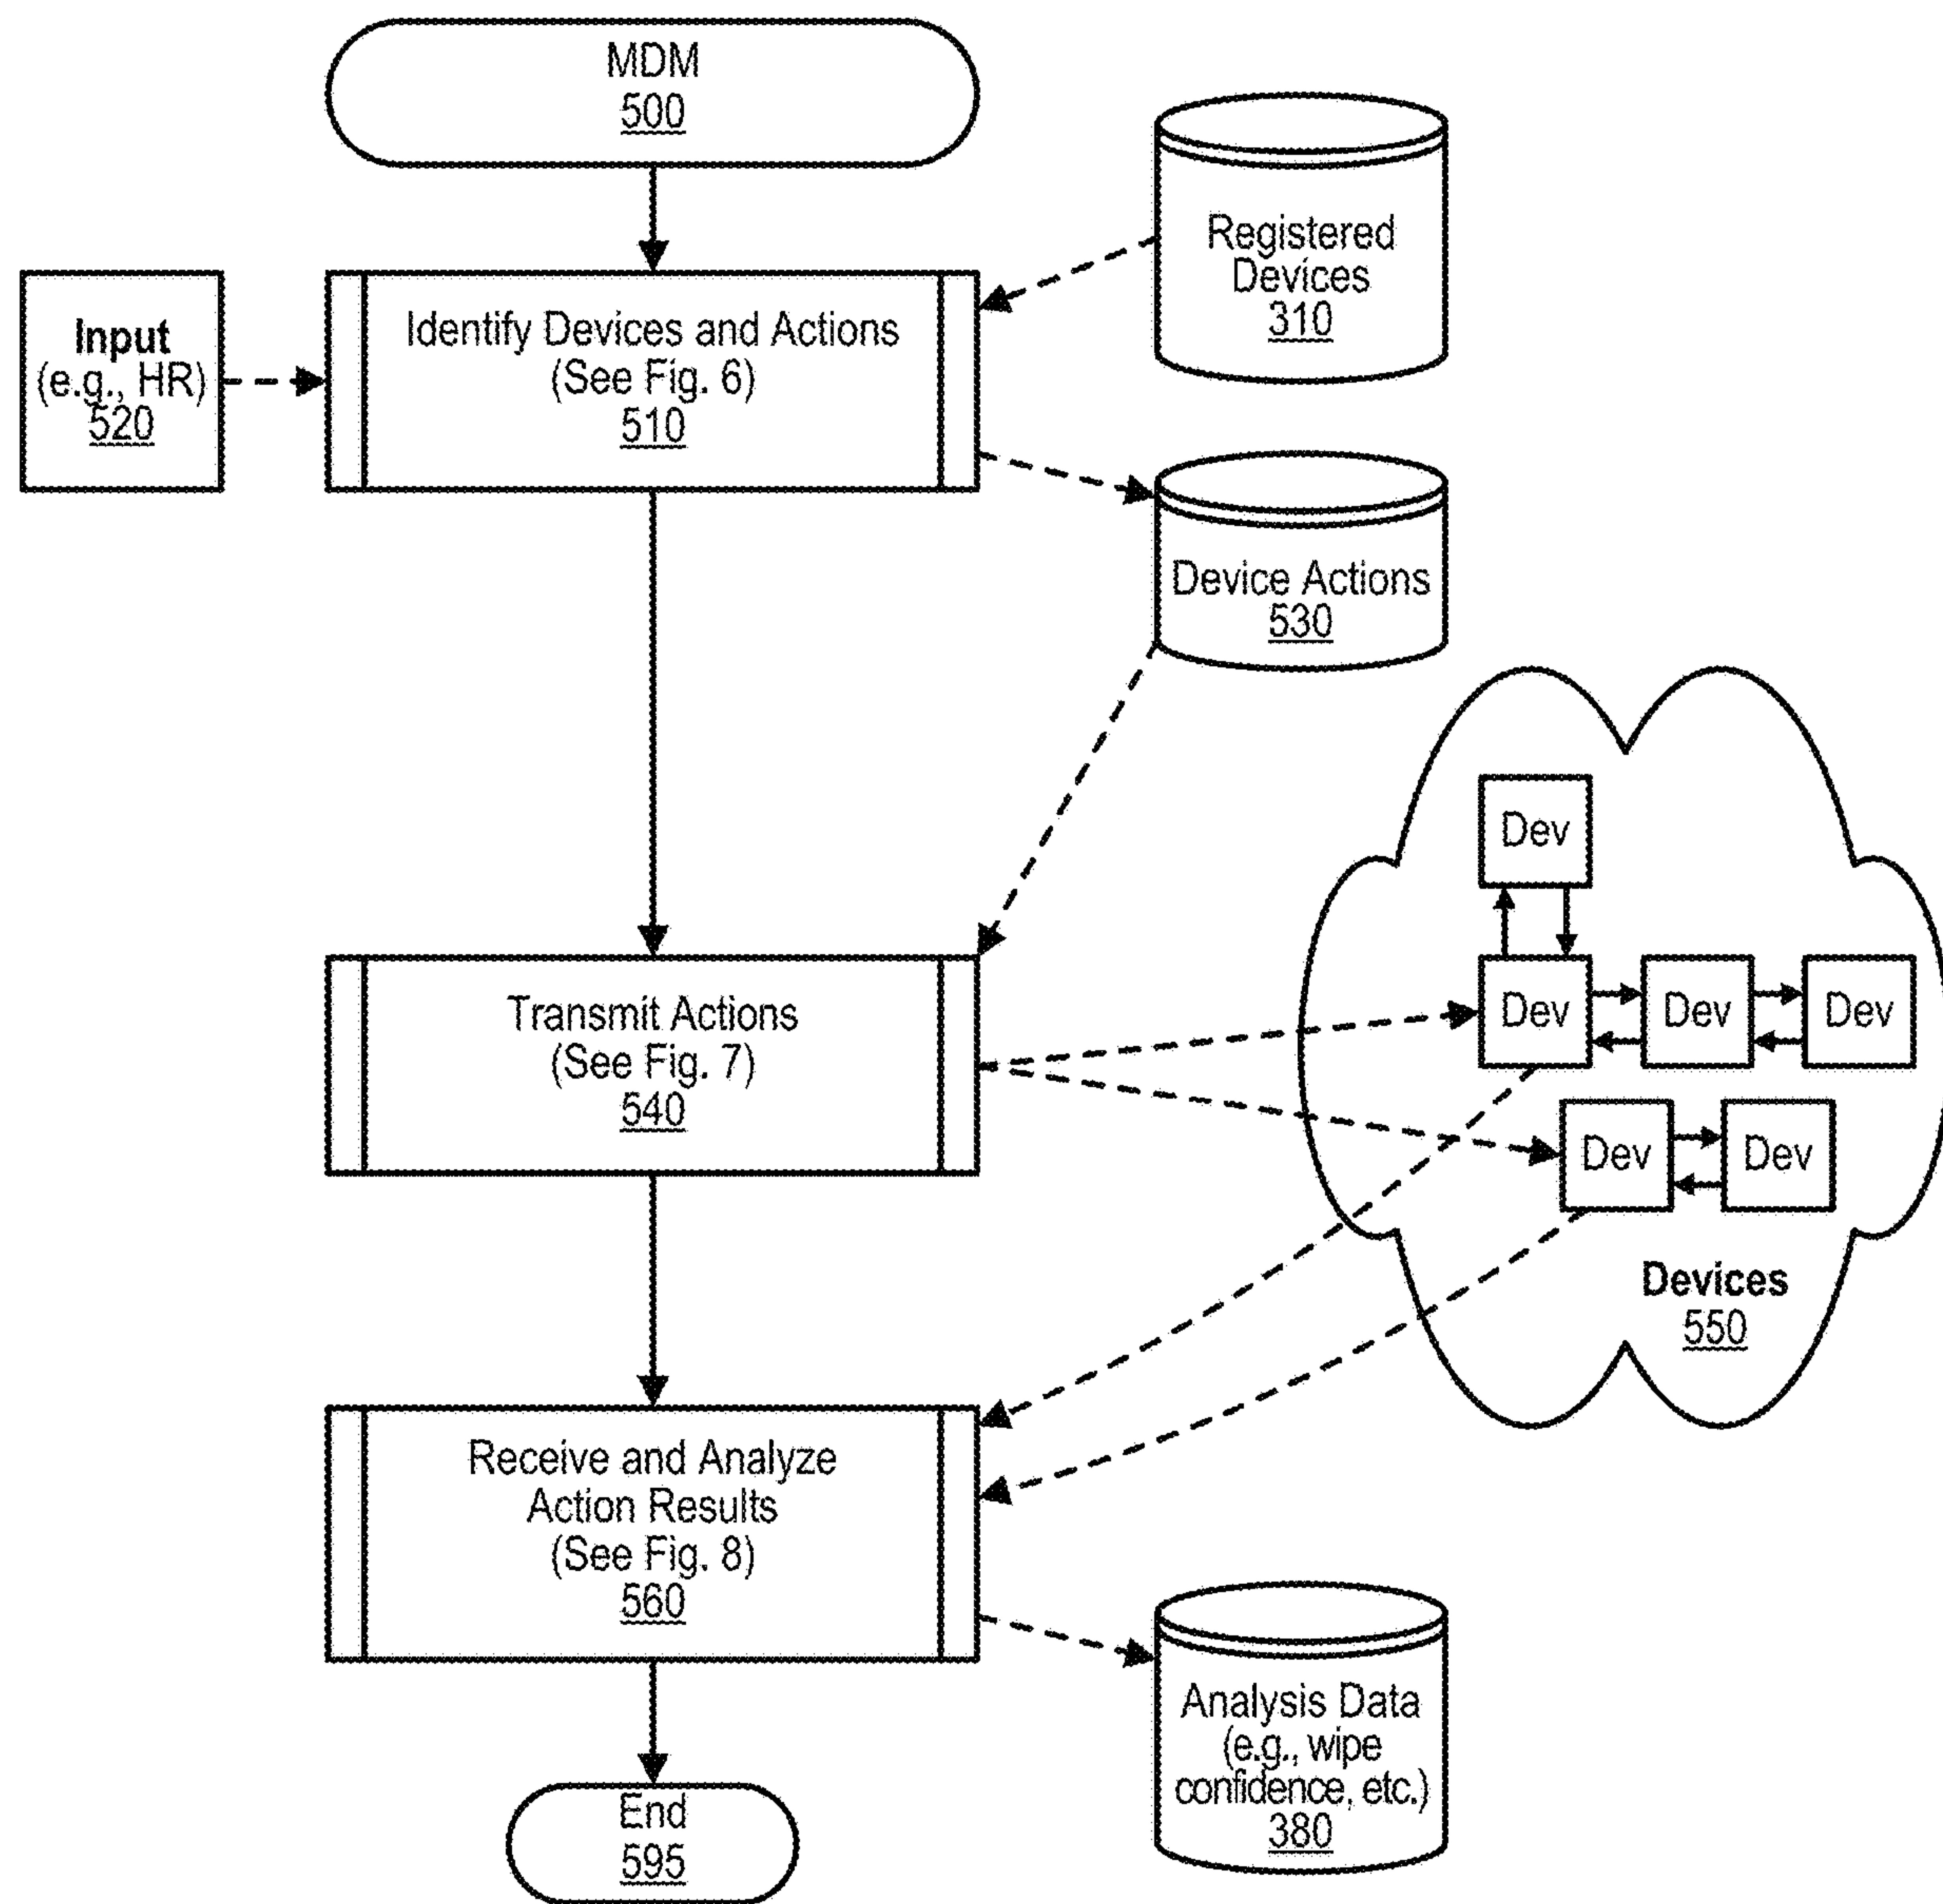 MDM
500
Registered
Devices
310
Input
(e.g., HR)
520
Identify Devices and Actions
(See Fig. 6)
510
Device Actions
530
Dev
Dev
Dev
Dev
Transmit Actions
(See Fig. 7)
540
Dev
Dev
Devices
550
Receive and Analyze
Action Results
(See Fig. 8)
560
Analysis Data
(e.g., wipe
confidence, etc.)
380
End
595